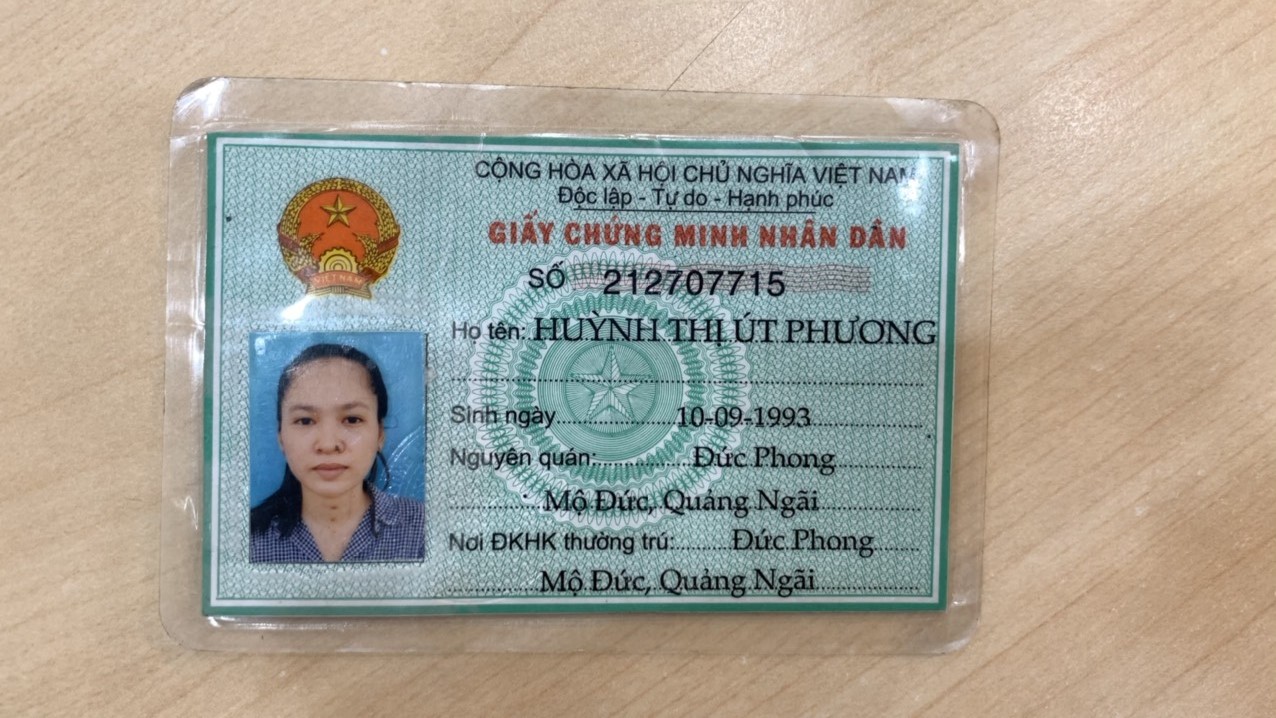 CỘNG HÒA XÃ HỘI CHỦ NGHĨA VIỆT NAM
Độc lập - Tự do - Hạnh phúc
GIẤY CHỨNG MINH NHÂN DÂN
SỐ 212707715
VIỆT NAM
Họ tên: HUỲNH THỊ ÚT PHƯƠNG
Sinh ngày 10-09-1993
Nguyên quán: Đức Phong
Mộ Đức, Quảng Ngãi
Nơi ĐKHK thường trú: Đức Phong
Mộ Đức, Quảng Ngãi